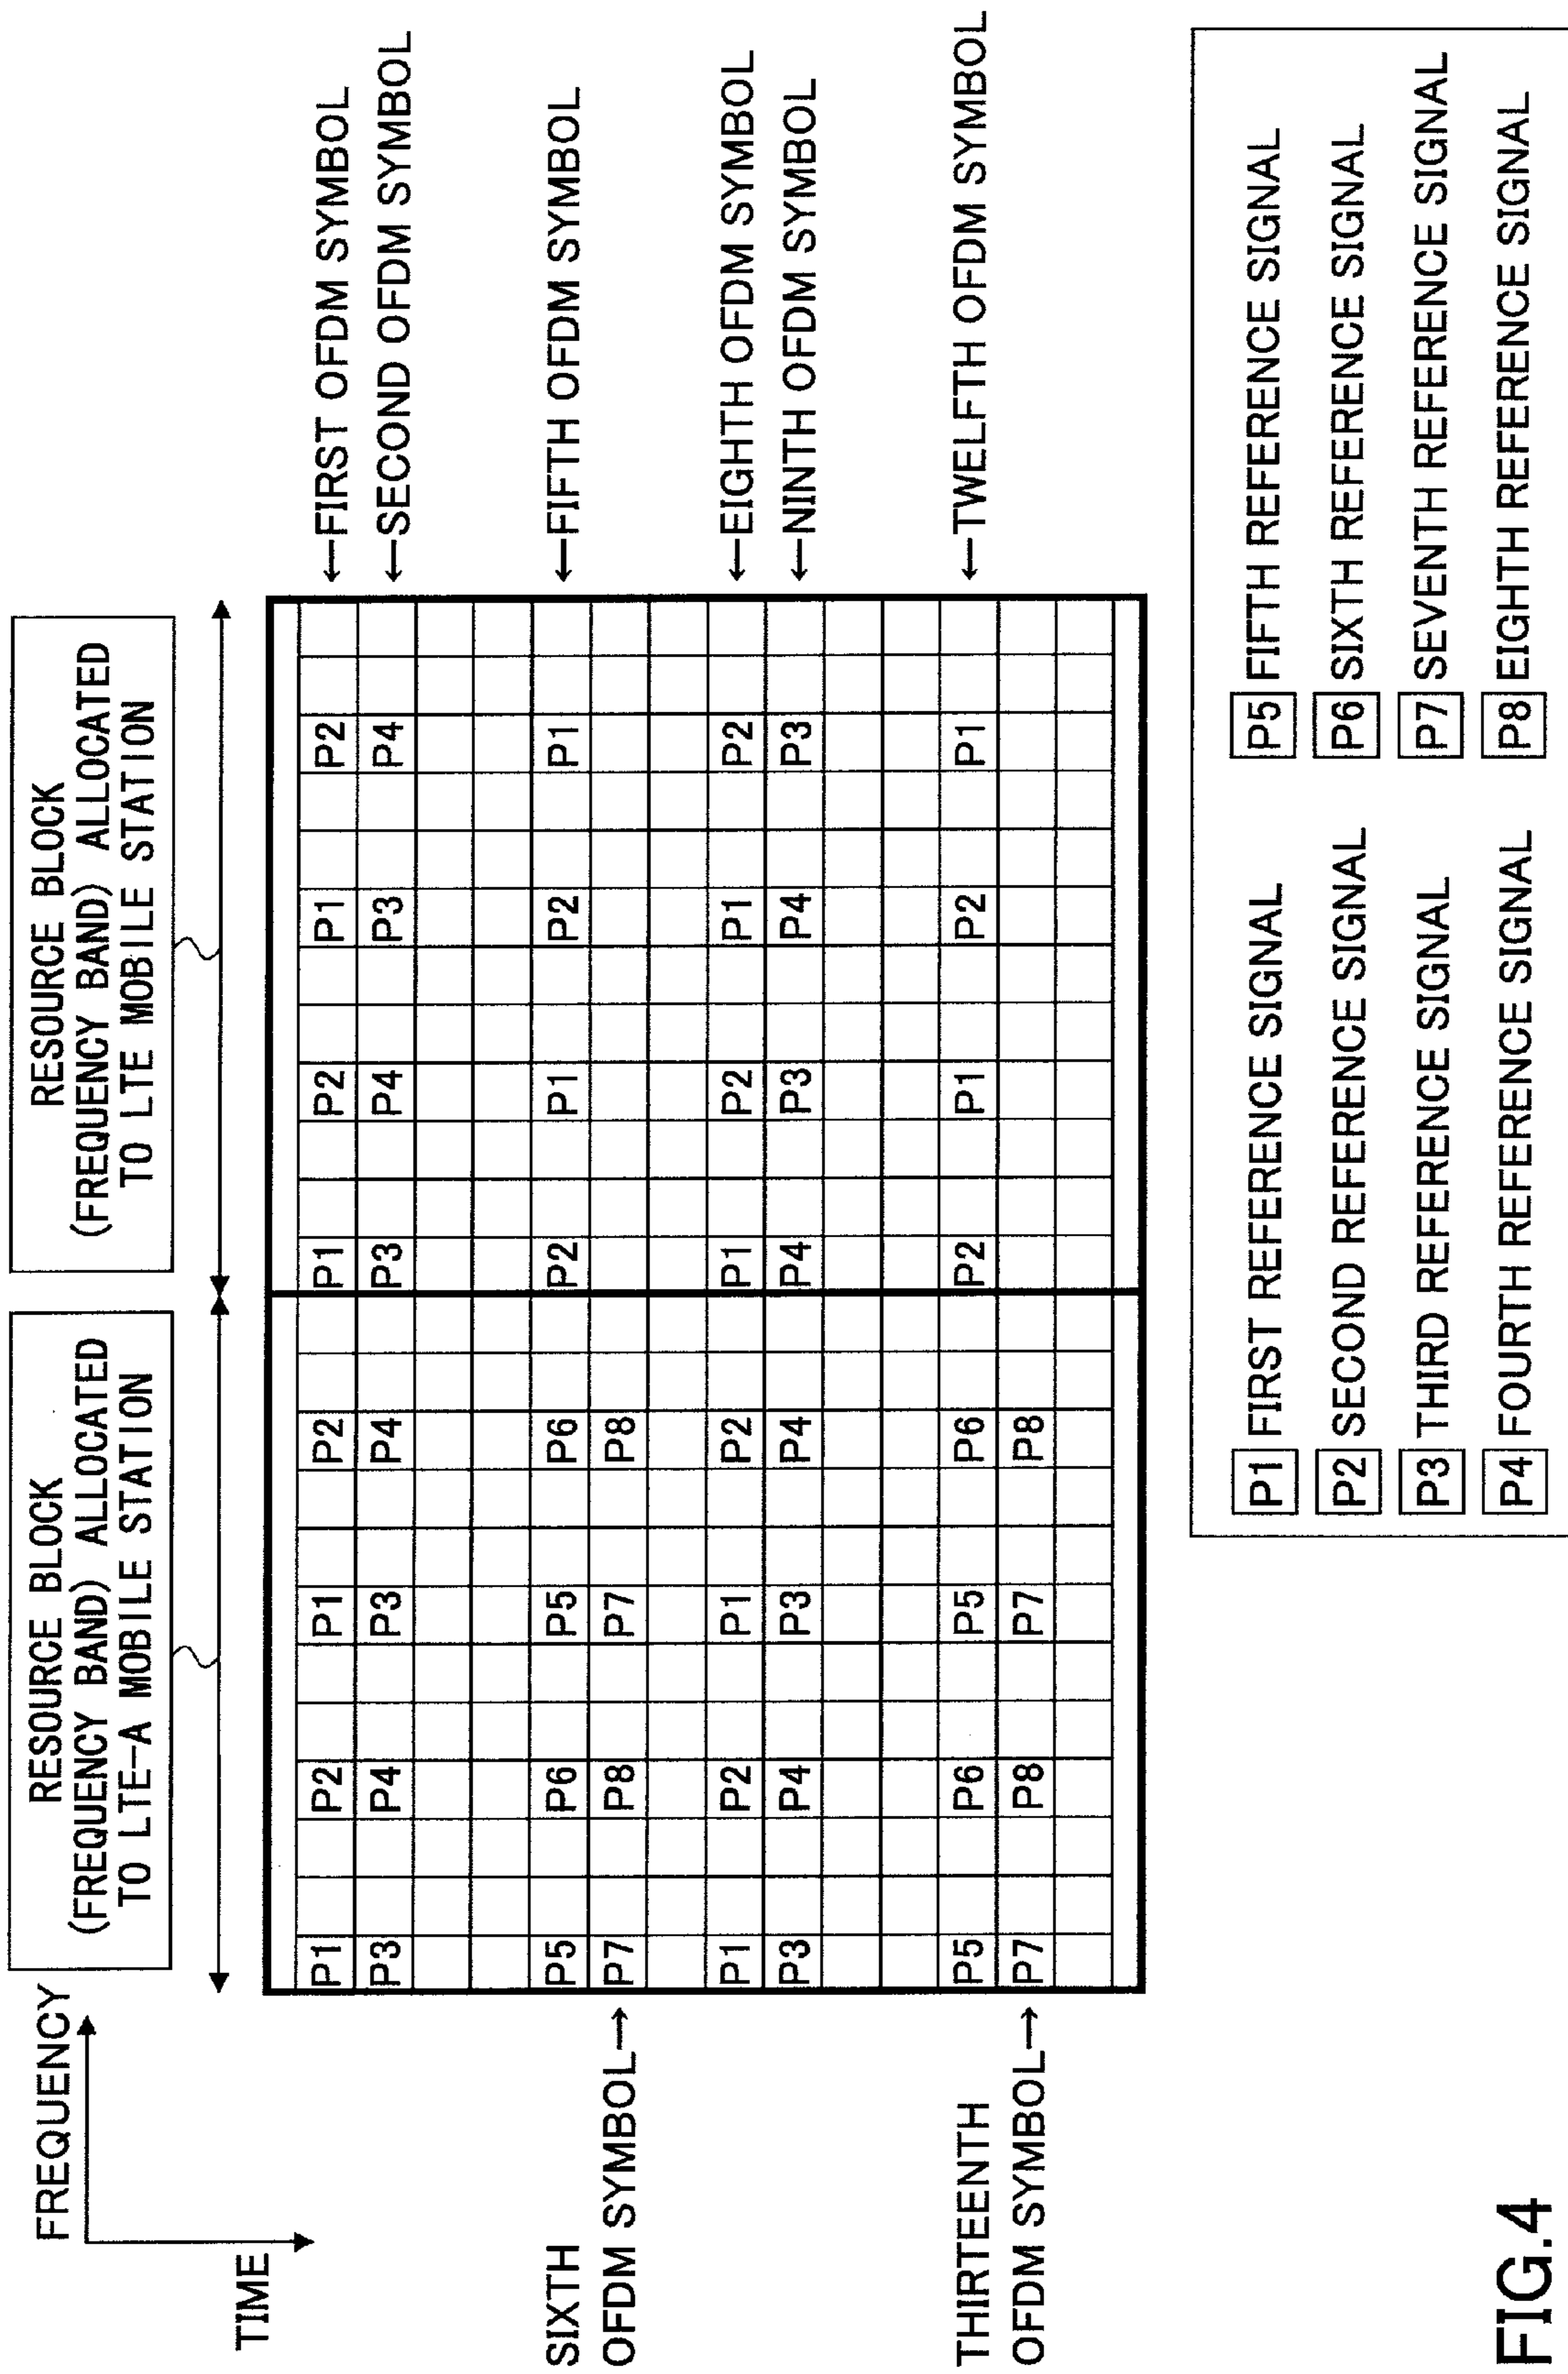 FREQUENCY
TIME
RESOURCE BLOCK
(FREQUENCY BAND) ALLOCATED
TO LTE-A MOBILE STATION
RESOURCE BLOCK
(FREQUENCY BAND) ALLOCATED
TO LTE MOBILE STATION
P1 P2 P1 P2 P1 P2 P1 P2 ←FIRST OFDM SYMBOL
P3 P4 P3 P4 P3 P4 P3 P4 ←SECOND OFDM SYMBOL
P5 P6 P5 P6 P2 P1 P2 P1 ←FIFTH OFDM SYMBOL
SIXTH
OFDM SYMBOL→ P7 P8 P7 P8
P1 P2 P1 P2 P1 P2 P1 P2 ←EIGHTH OFDM SYMBOL
P3 P4 P3 P4 P4 P3 P4 P3 ←NINTH OFDM SYMBOL
P5 P6 P5 P6 P2 P1 P2 P1 ←TWELFTH OFDM SYMBOL
THIRTEENTH
OFDM SYMBOL→ P7 P8 P7 P8
P1 FIRST REFERENCE SIGNAL
P2 SECOND REFERENCE SIGNAL
P3 THIRD REFERENCE SIGNAL
P4 FOURTH REFERENCE SIGNAL
P5 FIFTH REFERENCE SIGNAL
P6 SIXTH REFERENCE SIGNAL
P7 SEVENTH REFERENCE SIGNAL
P8 EIGHTH REFERENCE SIGNAL
FIG.4